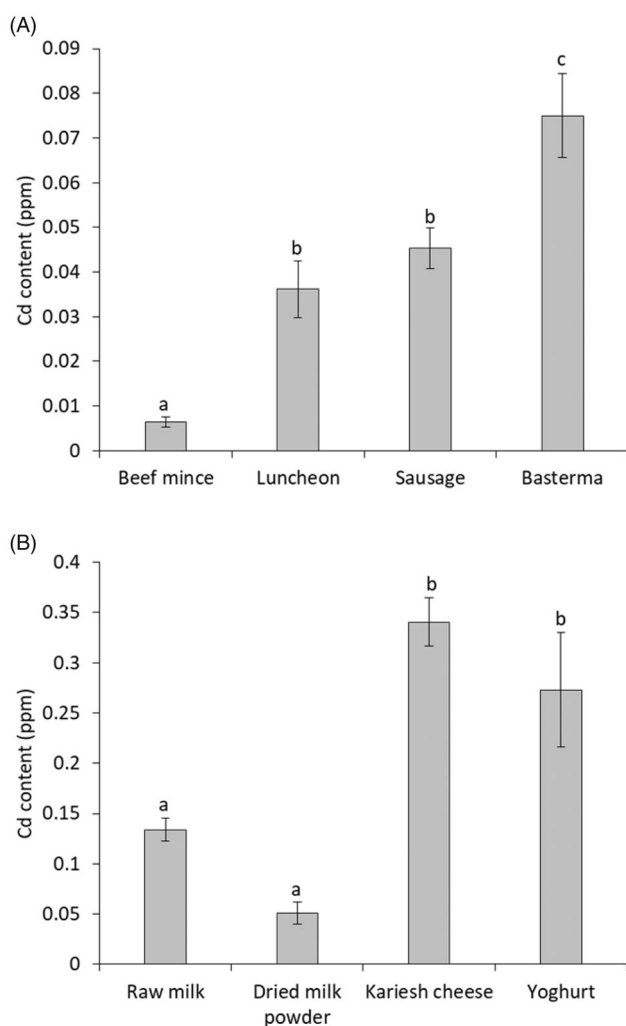 (A)
Cd content (ppm)
0.09
0.08
0.07
0.06
0.05
0.04
0.03
0.02
0.01
0
a
b
b
c
Beef mince
Luncheon
Sausage
Basterma
(B)
Cd content (ppm)
0.4
0.35
0.3
0.25
0.2
0.15
0.1
0.05
0
a
a
b
b
Raw milk
Dried milk
powder
Kariesh cheese
Yoghurt